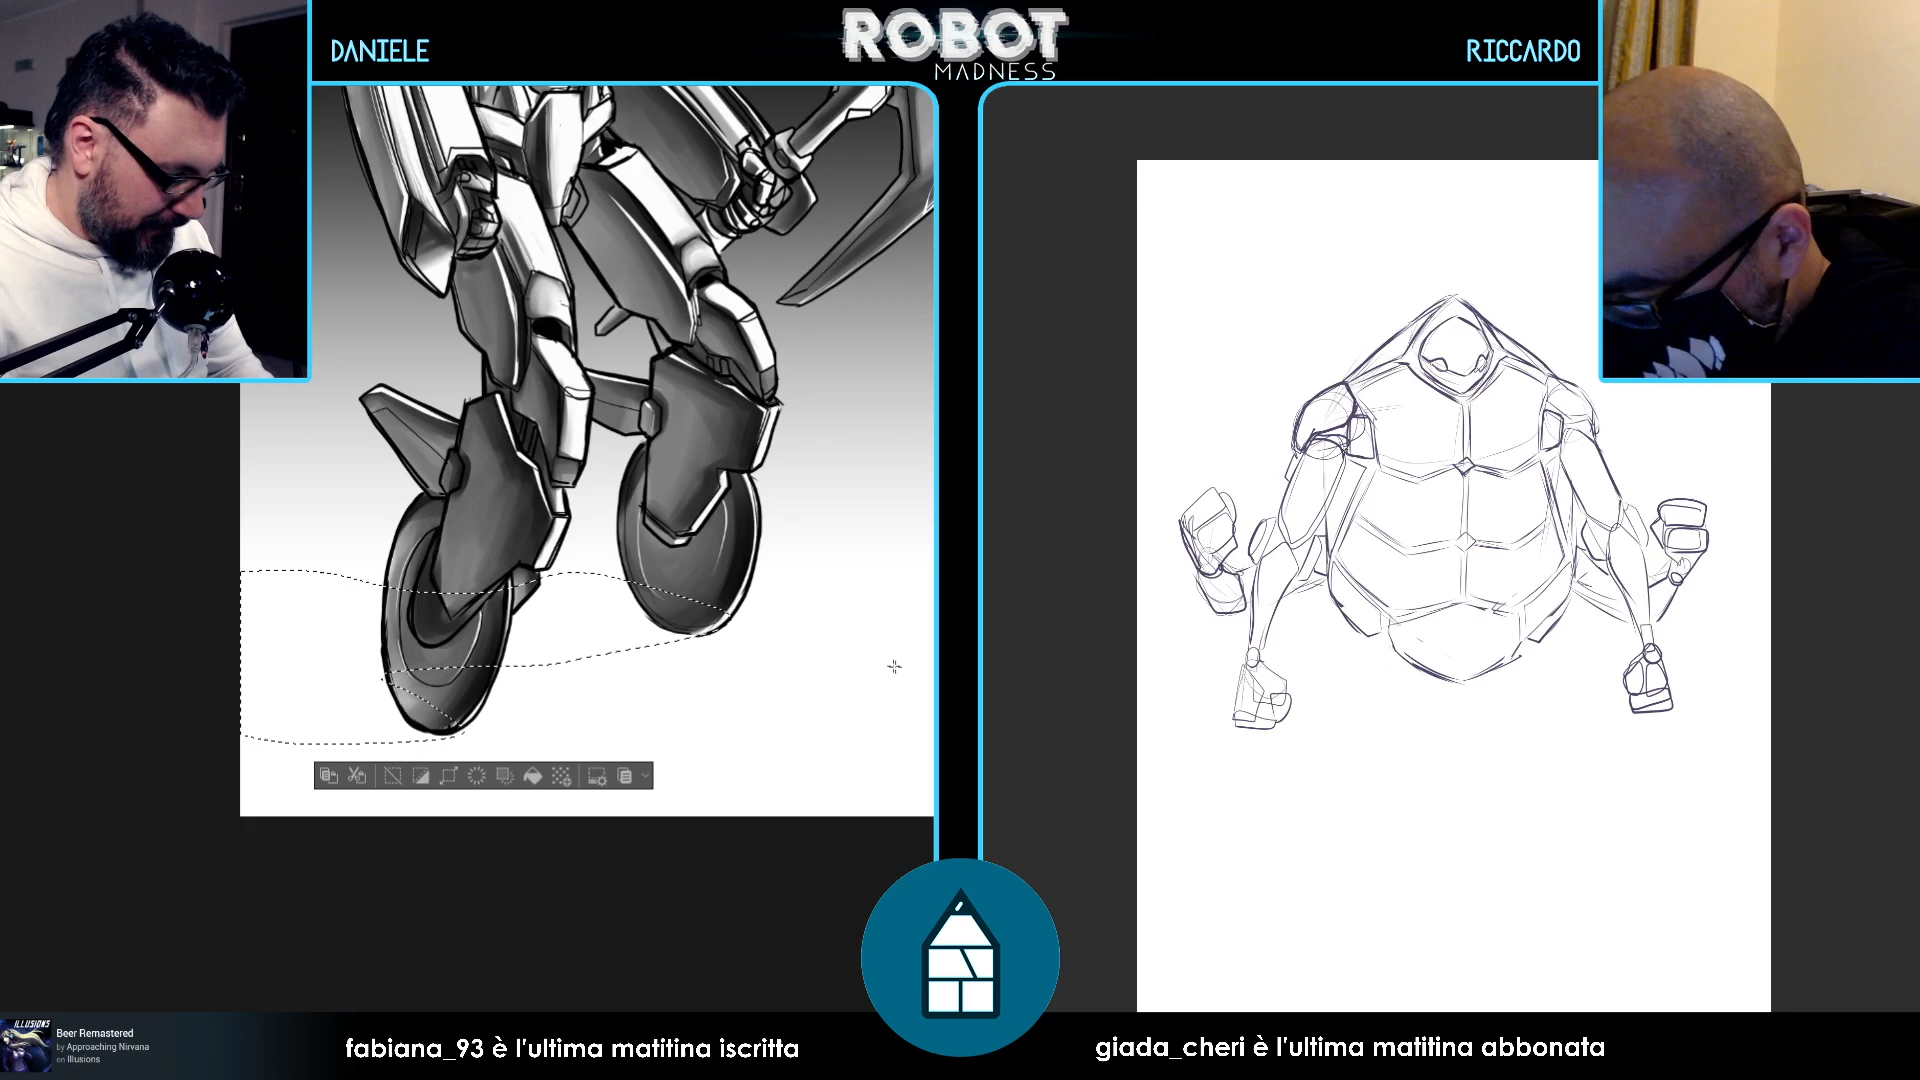 DANIELE
ROBOT
MADNESS
RICCARDO
ILLUSIONS
Beer Remastered
by Approaching Nirvana
on Illusions
fabiana_93 è l'ultima matitina iscritta
giada_cheri è l'ultima matitina abbonata